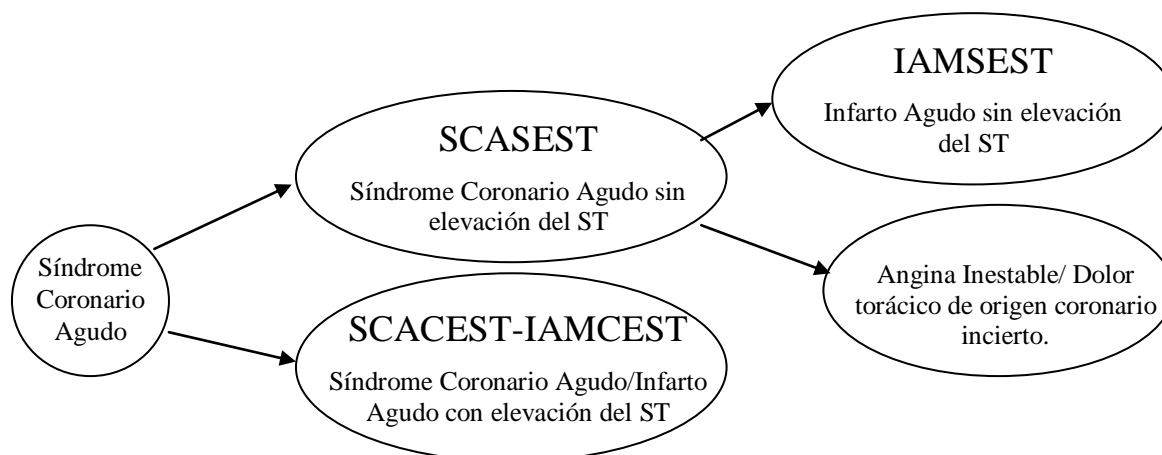 Síndrome
Coronario
Agudo
SCASEST
Síndrome Coronario Agudo sin
elevación del ST
SCACEST-IAMCEST
Síndrome Coronario Agudo/Infarto
Agudo con elevación del ST
IAMSEST
Infarto Agudo sin elevación
del ST
Angina Inestable/ Dolor
torácico de origen coronario
incierto.